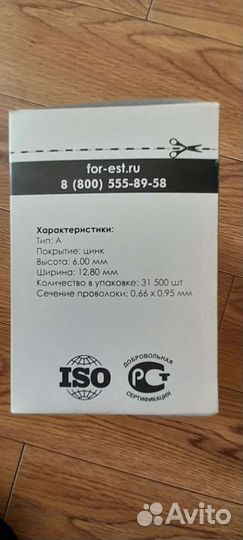 for-est.ru
8 (800) 555-89-58
Характеристики:
Тип: А
Покрытие: цинк
Высота: 6,00 мм
Ширина: 12,80 мм
Количество в упаковке: 31 500 шт
Сечение проволоки: 0,66 x 0,95 мм
ISO
ДОБРОВОЛЬНАЯ
РСТ
СЕРТИФИКАЦИЯ
Avito